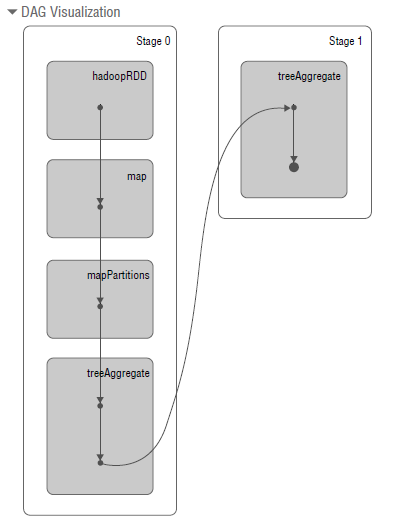 DAG Visualization
Stage 0
hadoopRDD
map
mapPartitions
treeAggregate
Stage 1
treeAggregate